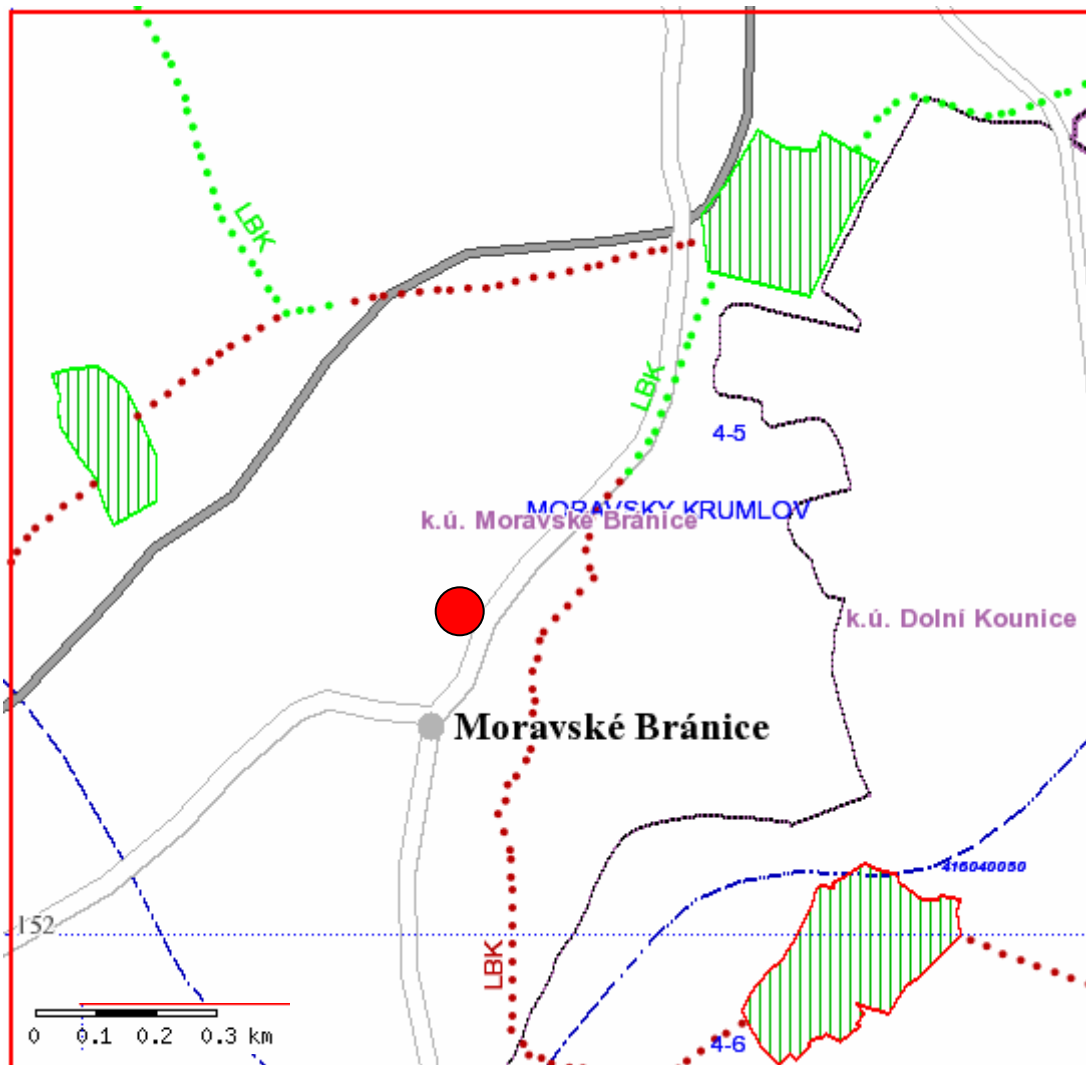 LBK
LBK
4-5
MORAVSKY KRUMLOV
k.ú. Moravské Bránice
k.ú. Dolní Kounice
Moravské Bránice
416040050
152
LBK
0 0.1 0.2 0.3 km
4-6